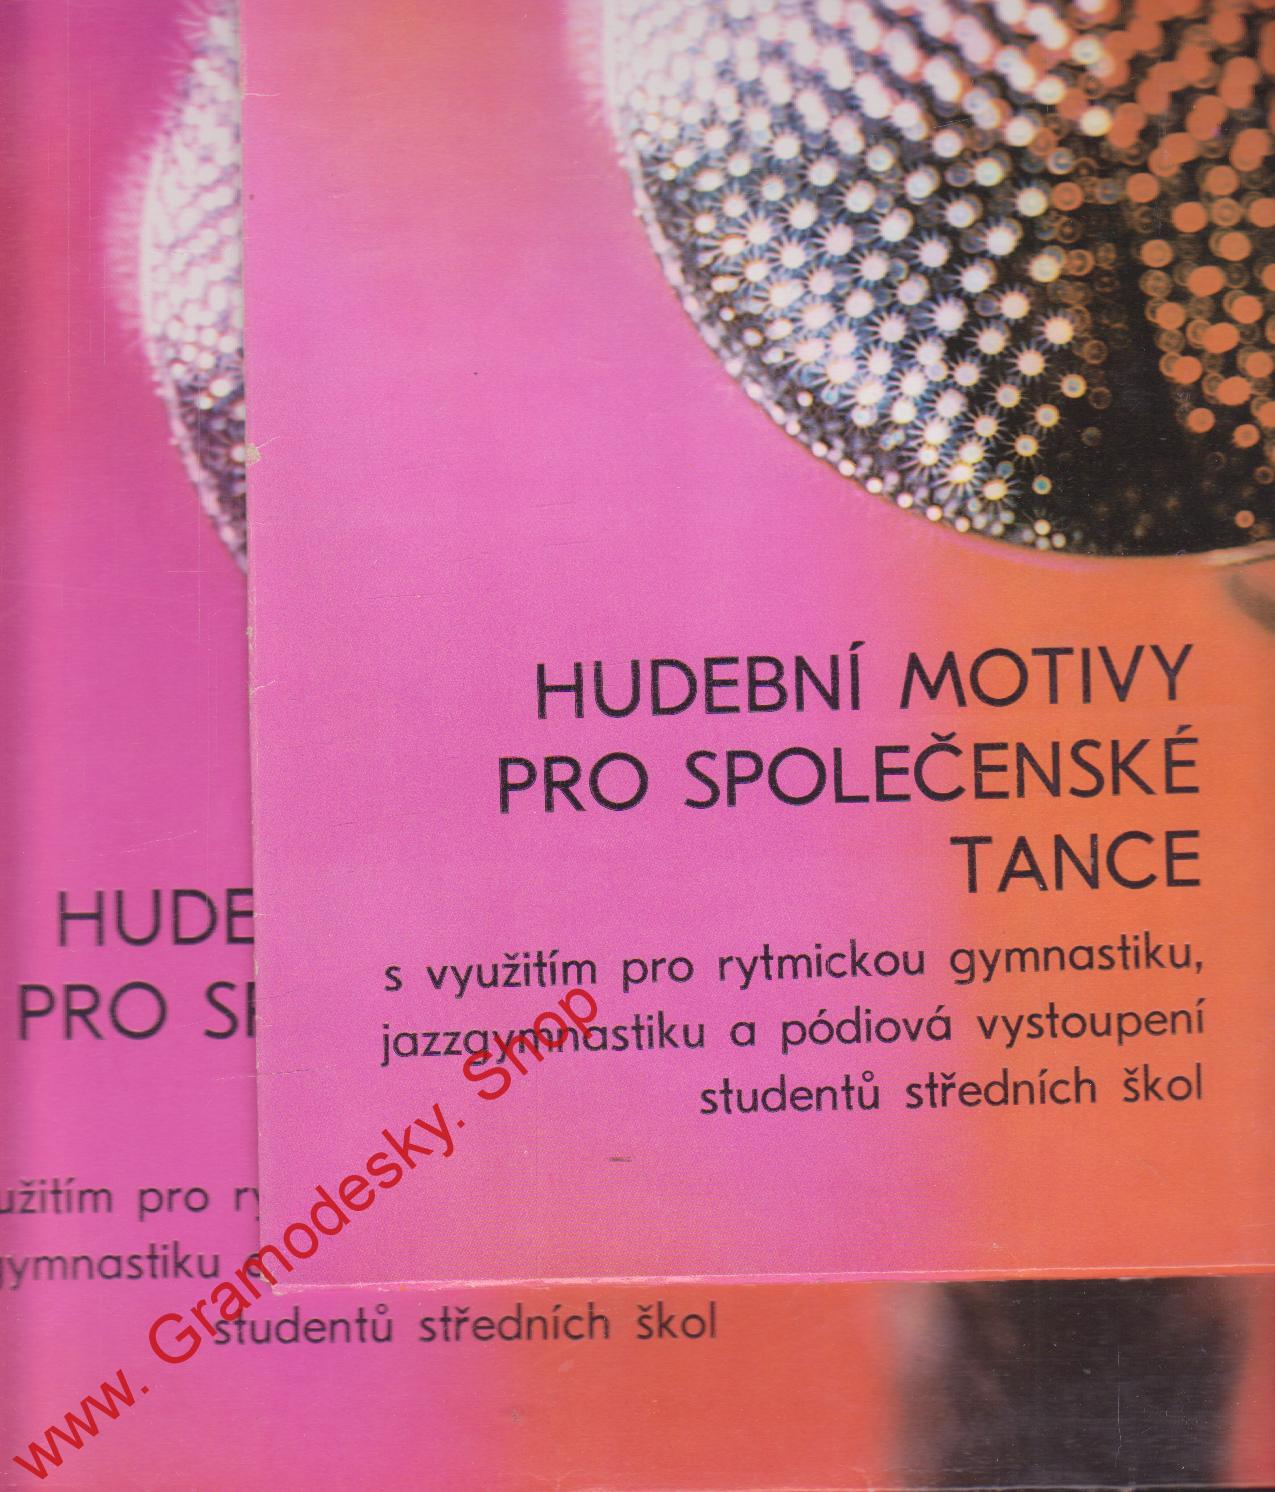 HUDEBNÍ MOTIVY
PRO SPOLEČENSKÉ
TANCE
s využitím pro rytmickou gymnastiku,
jazzgymnastiku a pódiová vystoupení
studentů středních škol
HUDE
PRO
užitím pro
gymnastiku
studentů středních škol
www. Gramodesky. Shop